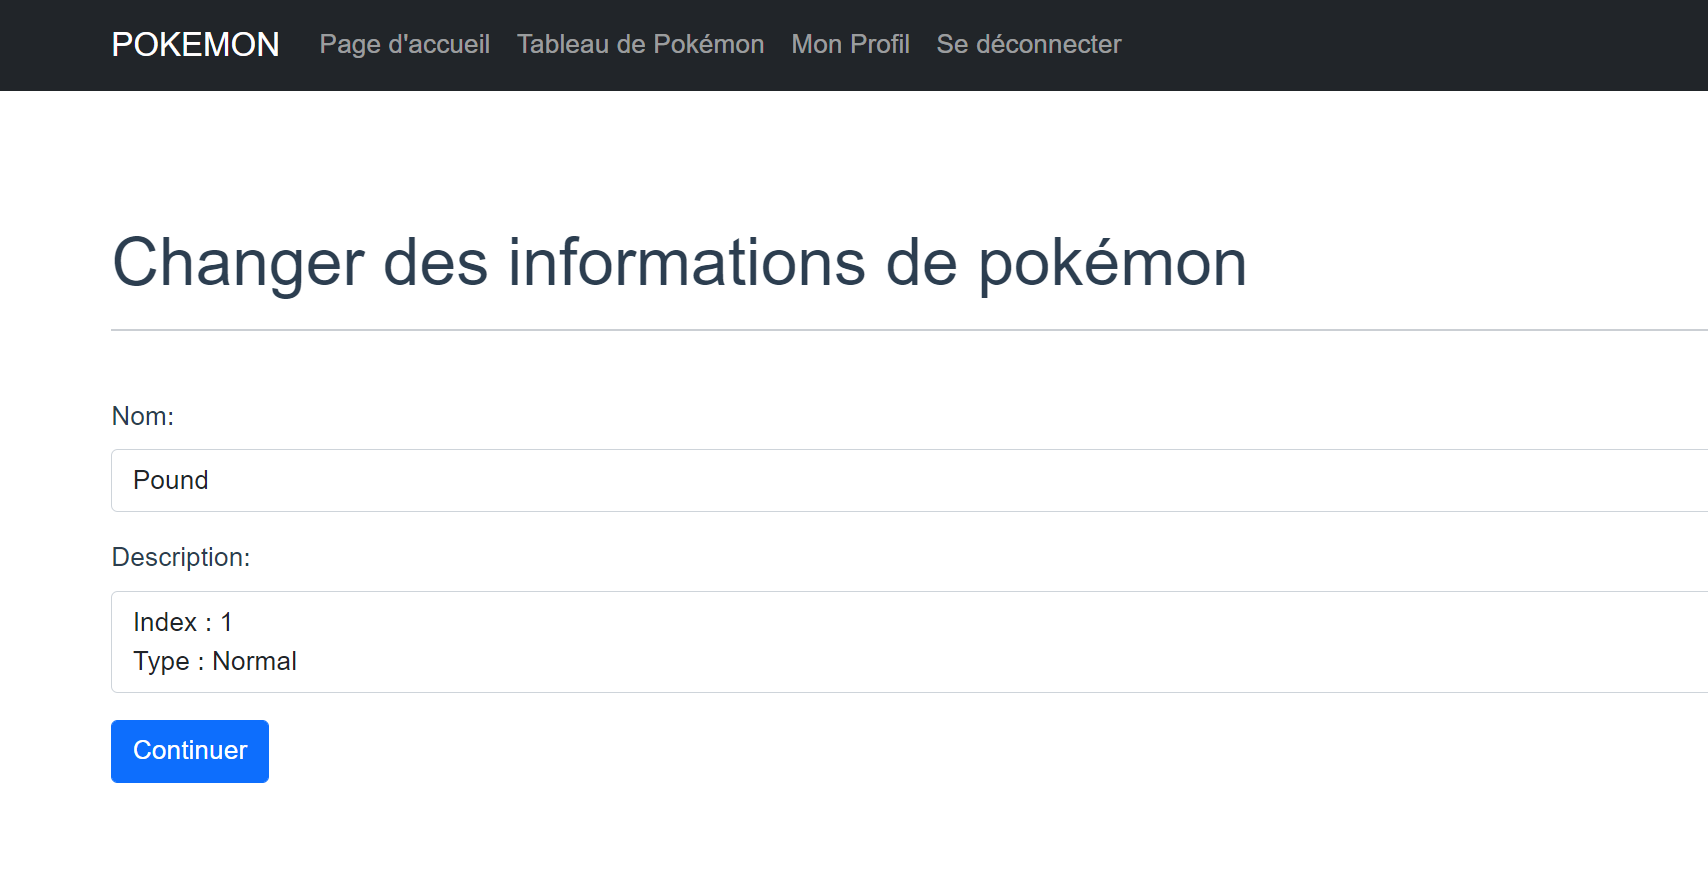 POKEMON Page d'accueil Tableau de Pokémon Mon Profil Se déconnecter
Changer des informations de pokémon
Nom:
Pound
Description:
Index : 1
Type : Normal
Continuer